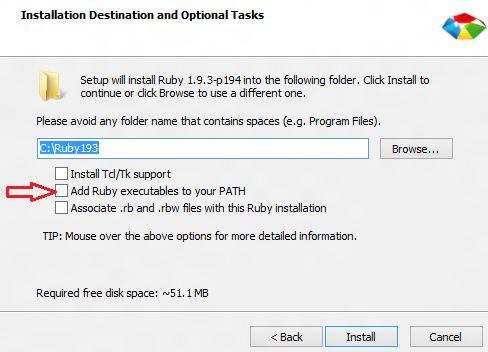 Installation Destination and Optional Tasks
Setup will install Ruby 1.9.3-p194 into the following folder. Click Install to
continue or click Browse to use a different one.
Please avoid any folder name that contains spaces (e.g. Program Files).
C:\Ruby193
Browse...
Install Tcl/Tk support
Add Ruby executables to your PATH
Associate .rb and .rbw files with this Ruby installation
TIP: Mouse over the above options for more detailed information.
Required free disk space: ~51.1 MB
< Back
Install
Cancel